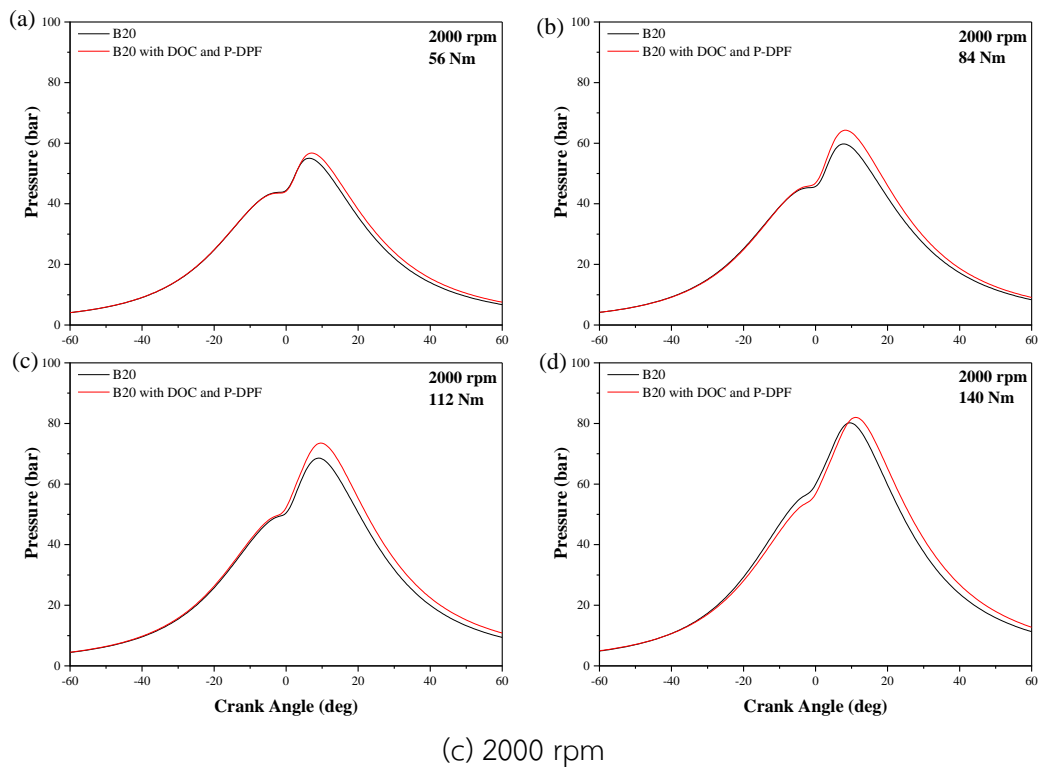 (a)
B20
B20 with DOC and P-DPF
2000 rpm
56 Nm
Pressure (bar)
100
80
60
40
20
0
-60 -40 -20 0 20 40 60
(b)
B20
B20 with DOC and P-DPF
2000 rpm
84 Nm
Pressure (bar)
100
80
60
40
20
0
-60 -40 -20 0 20 40 60
(c)
B20
B20 with DOC and P-DPF
2000 rpm
112 Nm
Pressure (bar)
100
80
60
40
20
0
-60 -40 -20 0 20 40 60
Crank Angle (deg)
(d)
B20
B20 with DOC and P-DPF
2000 rpm
140 Nm
Pressure (bar)
100
80
60
40
20
0
-60 -40 -20 0 20 40 60
Crank Angle (deg)
(c) 2000 rpm